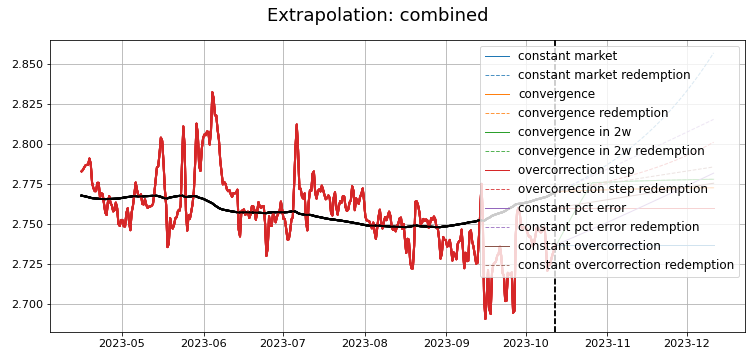 Extrapolation: combined
2.850
2.825
2.800
2.775
2.750
2.725
2.700
constant market
constant market redemption
convergence
convergence redemption
convergence in 2w
convergence in 2w redemption
overcorrection step
overcorrection step redemption
constant pct error
constant pct error redemption
constant overcorrection
constant overcorrection redemption
2023-05 2023-06 2023-07 2023-08 2023-09 2023-10 2023-11 2023-12